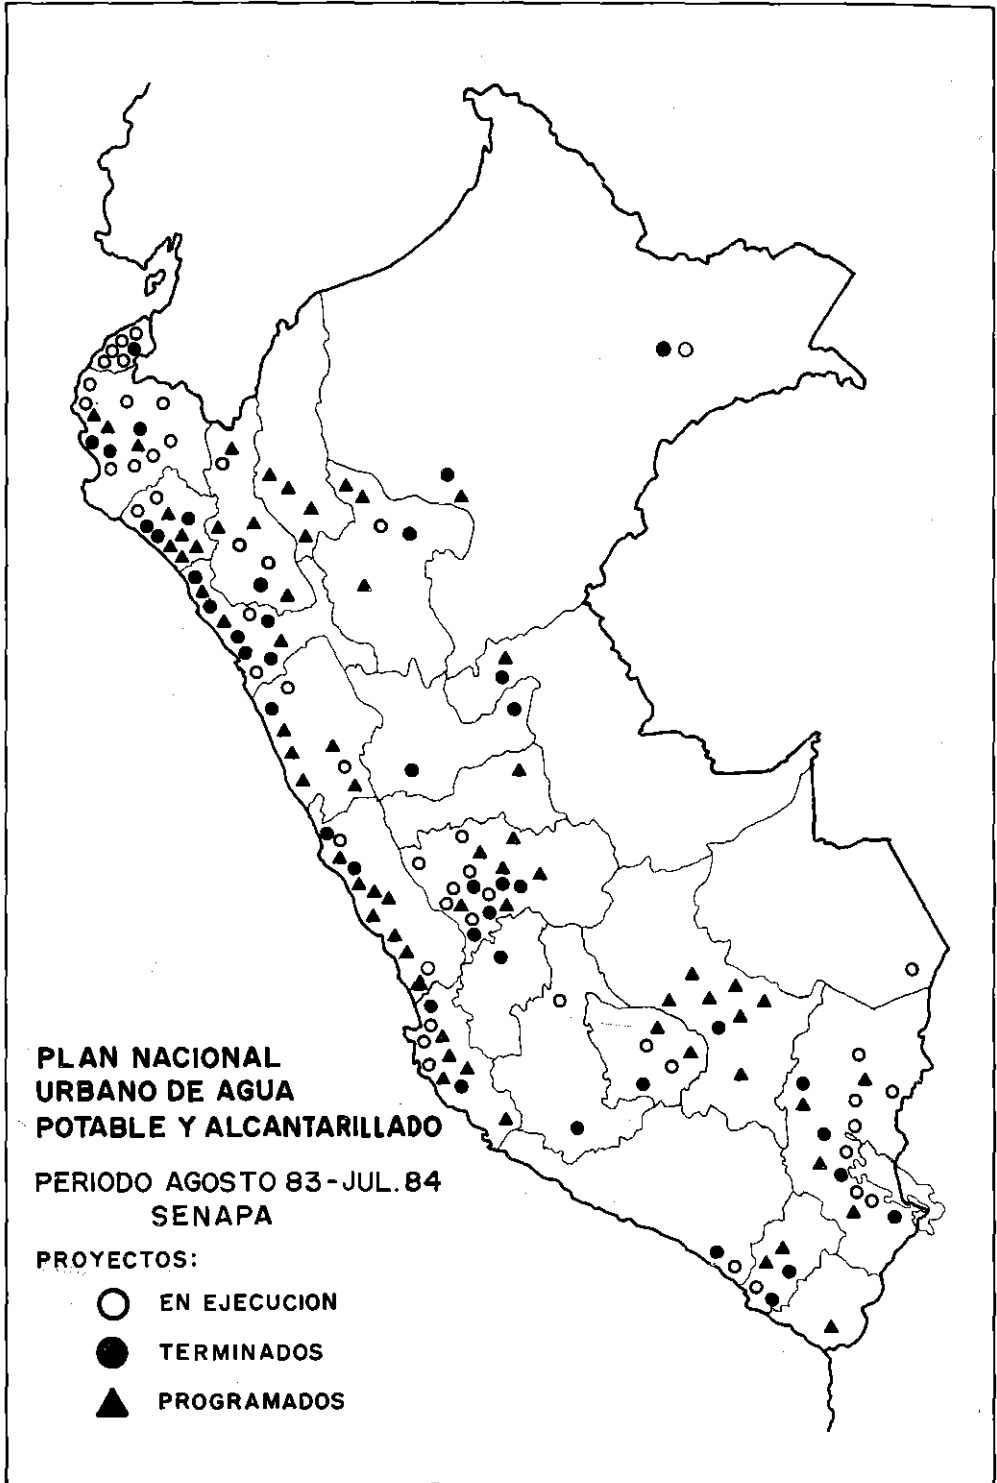 PLAN NACIONAL
URBANO DE AGUA
POTABLE Y ALCANTARILLADO
PERIODO AGOSTO 83-JUL.84
SENAPA
PROYECTOS:
EN EJECUCION
TERMINADOS
PROGRAMADOS